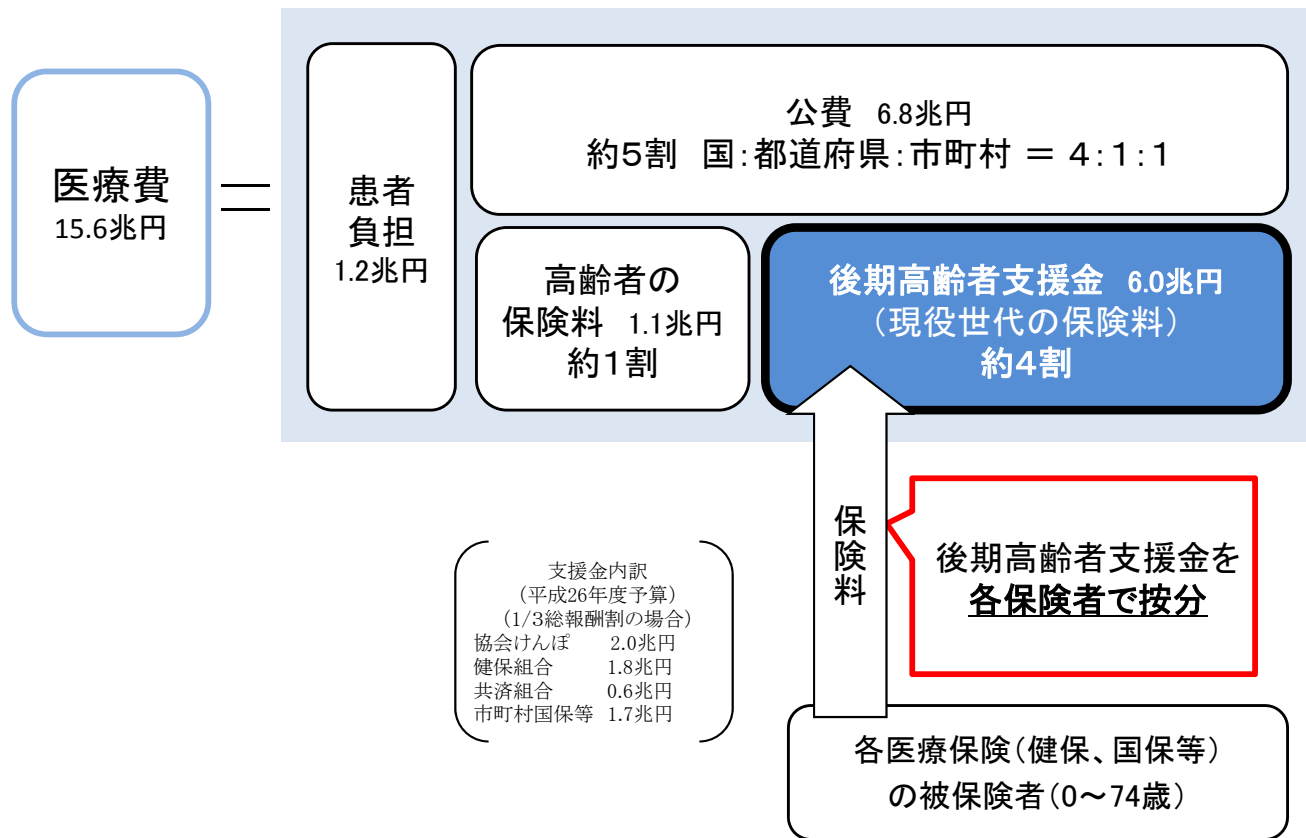 医療費
15.6兆円
患者
負担
1.2兆円
公費 6.8兆円
約5割 国:都道府県:市町村 = 4:1:1
高齢者の
保険料 1.1兆円
約1割
後期高齢者支援金 6.0兆円
(現役世代の保険料)
約4割
保険料
後期高齢者支援金を
各保険者で按分
支援金内訳
(平成26年度予算)
(1/3総報酬割の場合)
協会けんぽ 2.0兆円
健保組合 1.8兆円
共済組合 0.6兆円
市町村国保等 1.7兆円
各医療保険(健保、国保等)
の被保険者(0～74歳)